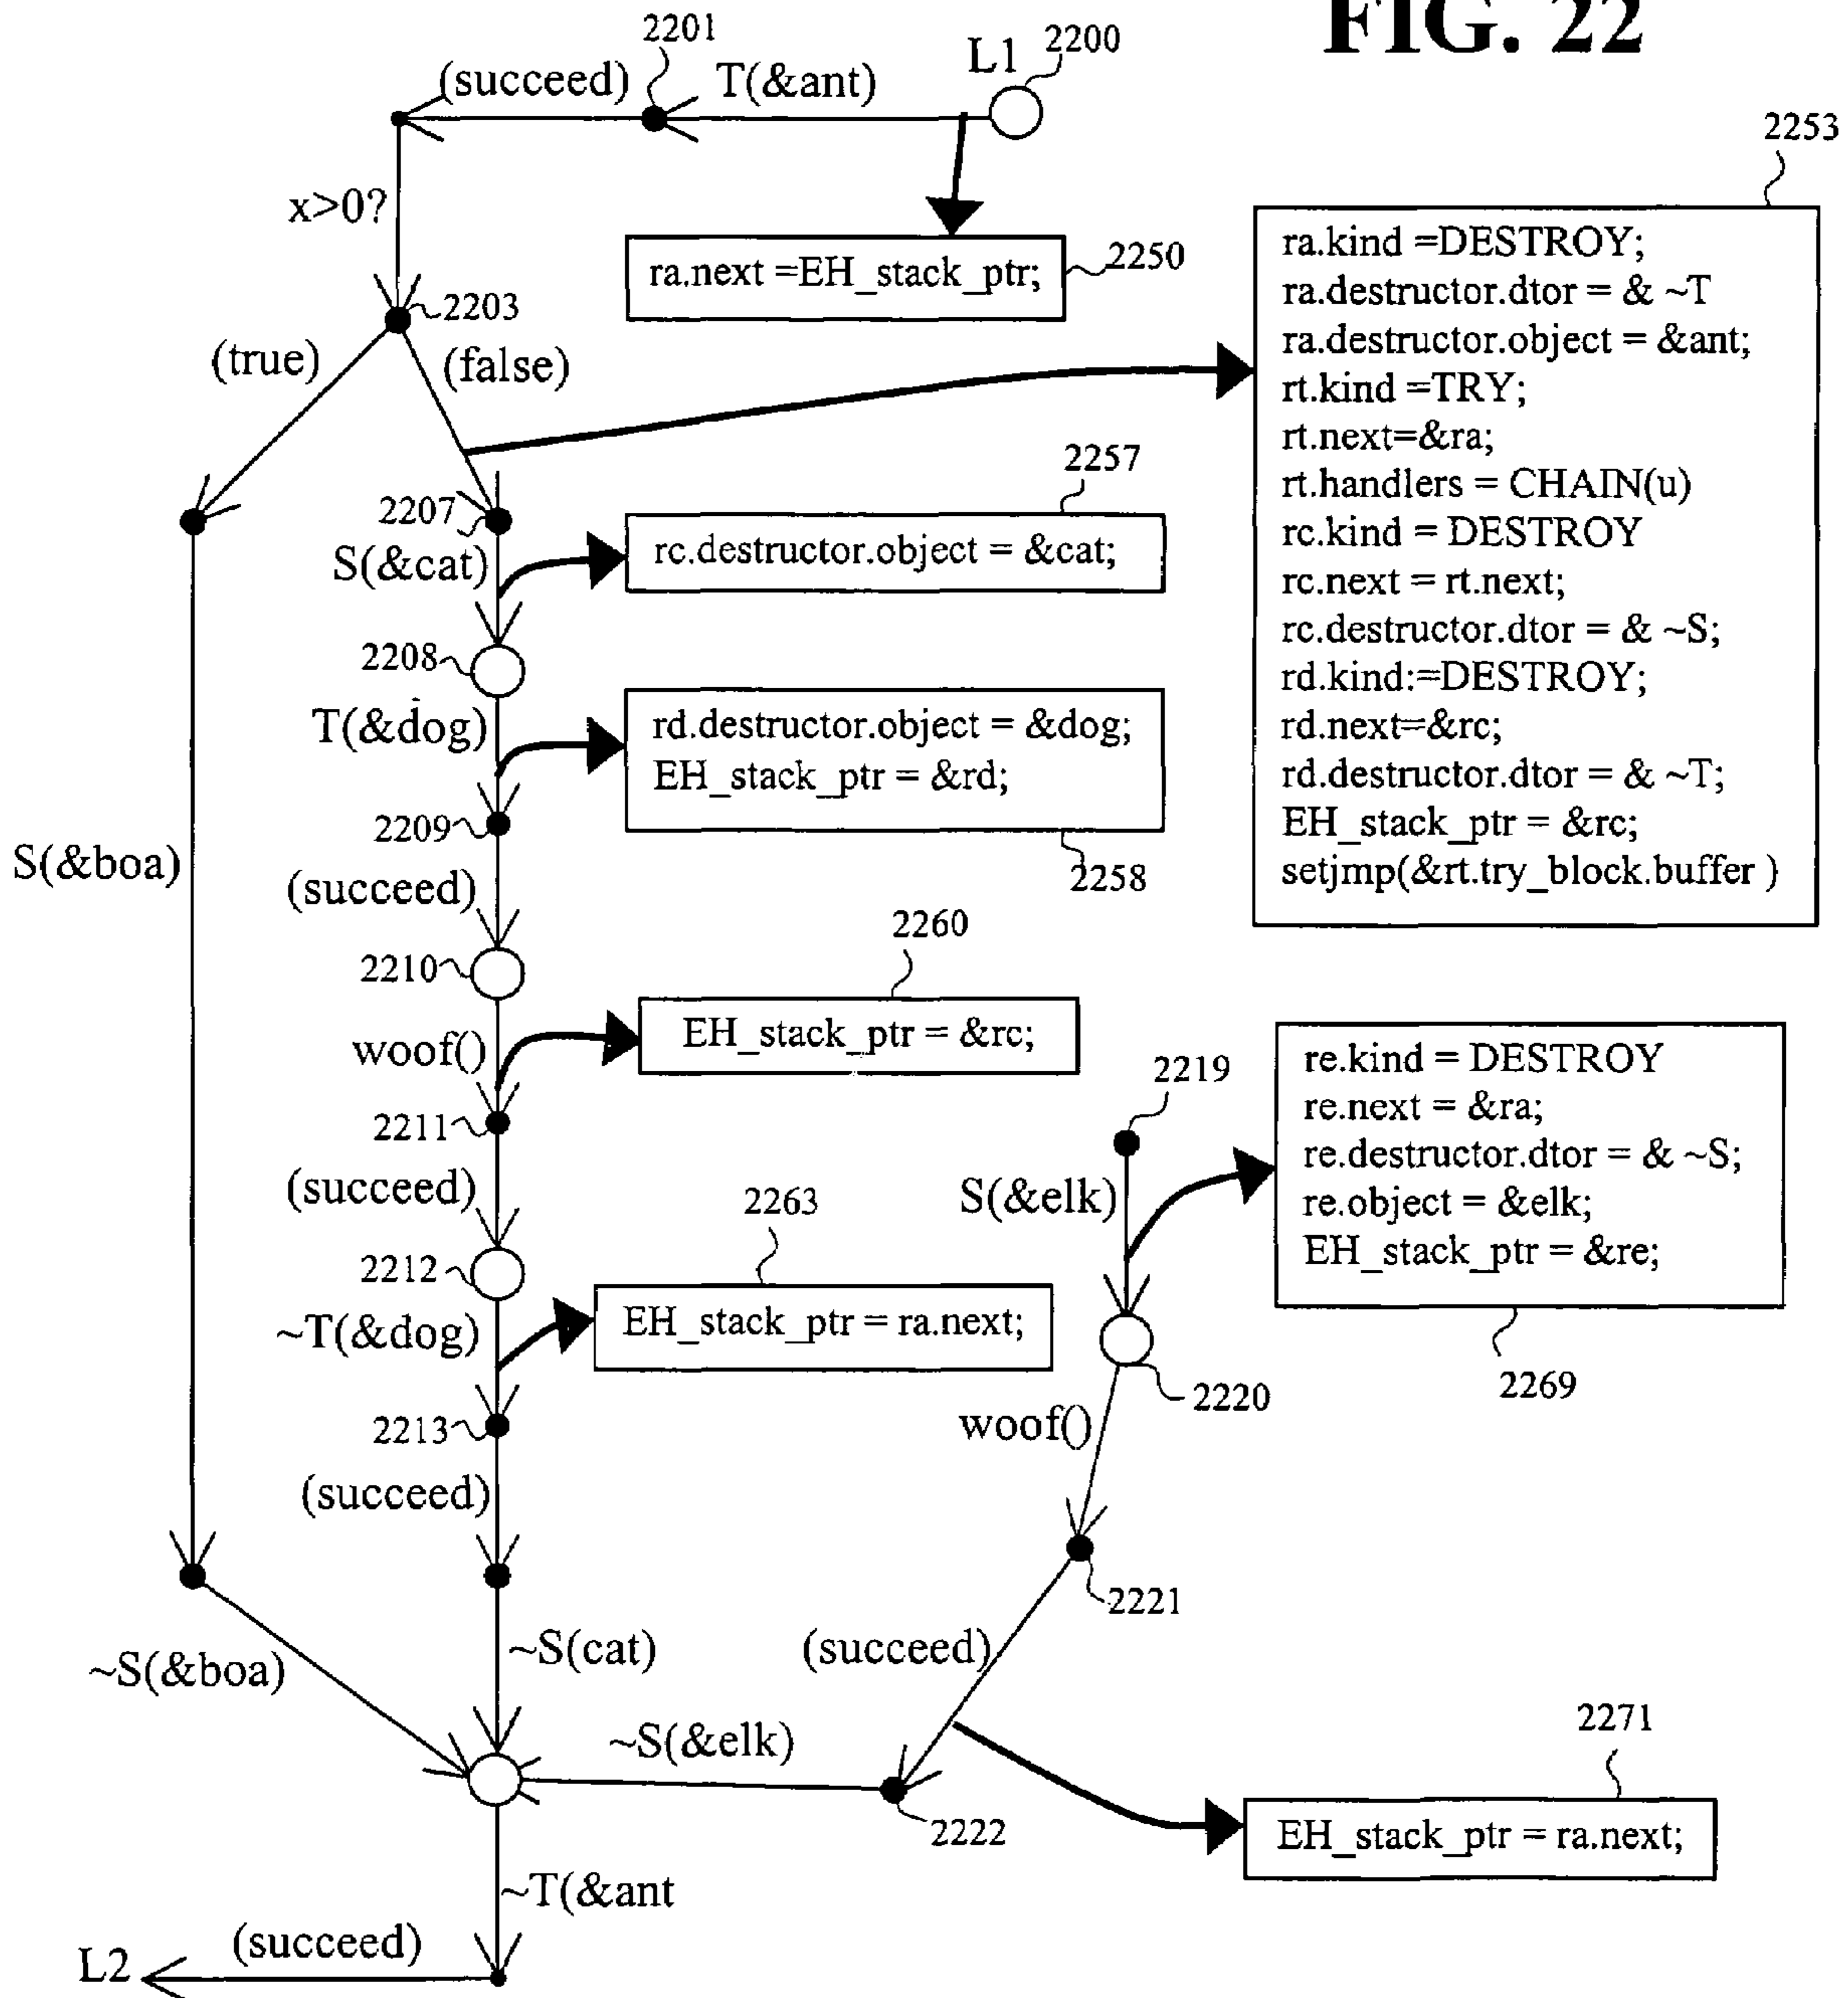 FIG. 22
2201
L1
2200
(succeed)
T(&ant)
2253
x>0?
ra.next =EH_stack_ptr;
2250
ra.kind =DESTROY;
ra.destructor.dtor = & ~T
ra.destructor.object = &ant;
rt.kind =TRY;
rt.next=&ra;
rt.handlers = CHAIN(u)
rc.kind = DESTROY
rc.next = rt.next;
rc.destructor.dtor = & ~S;
rd.kind:=DESTROY;
rd.next=&rc;
rd.destructor.dtor = & ~T;
EH_stack_ptr = &rc;
setjmp(&rt.try_block.buffer )
2203
(true)
(false)
2257
2207
S(&cat)
rc.destructor.object = &cat;
2208
T(&dog)
rd.destructor.object = &dog;
EH_stack_ptr = &rd;
2209
2258
S(&boa)
(succeed)
2260
2210
EH_stack_ptr = &rc;
woof()
2211
2219
re.kind = DESTROY
re.next = &ra;
re.destructor.dtor = & ~S;
re.object = &elk;
EH_stack_ptr = &re;
(succeed)
2263
S(&elk)
2212
~T(&dog)
EH_stack_ptr = ra.next;
2269
2220
2213
woof()
(succeed)
2221
~S(&boa)
~S(cat)
(succeed)
2271
~S(&elk)
2222
EH_stack_ptr = ra.next;
~T(&ant
(succeed)
L2